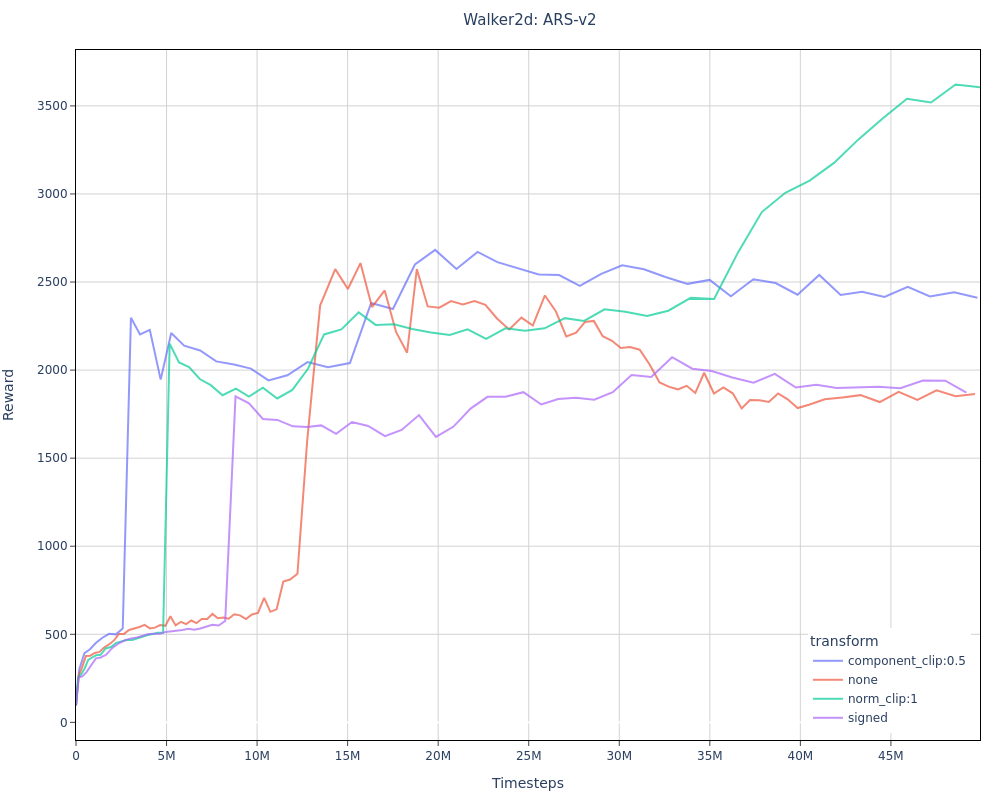 Walker2d: ARS-v2
Reward
3500
3000
2500
2000
1500
1000
500
0
0 5M 10M 15M 20M 25M 30M 35M 40M 45M
Timesteps
transform
component_clip:0.5
none
norm_clip:1
signed